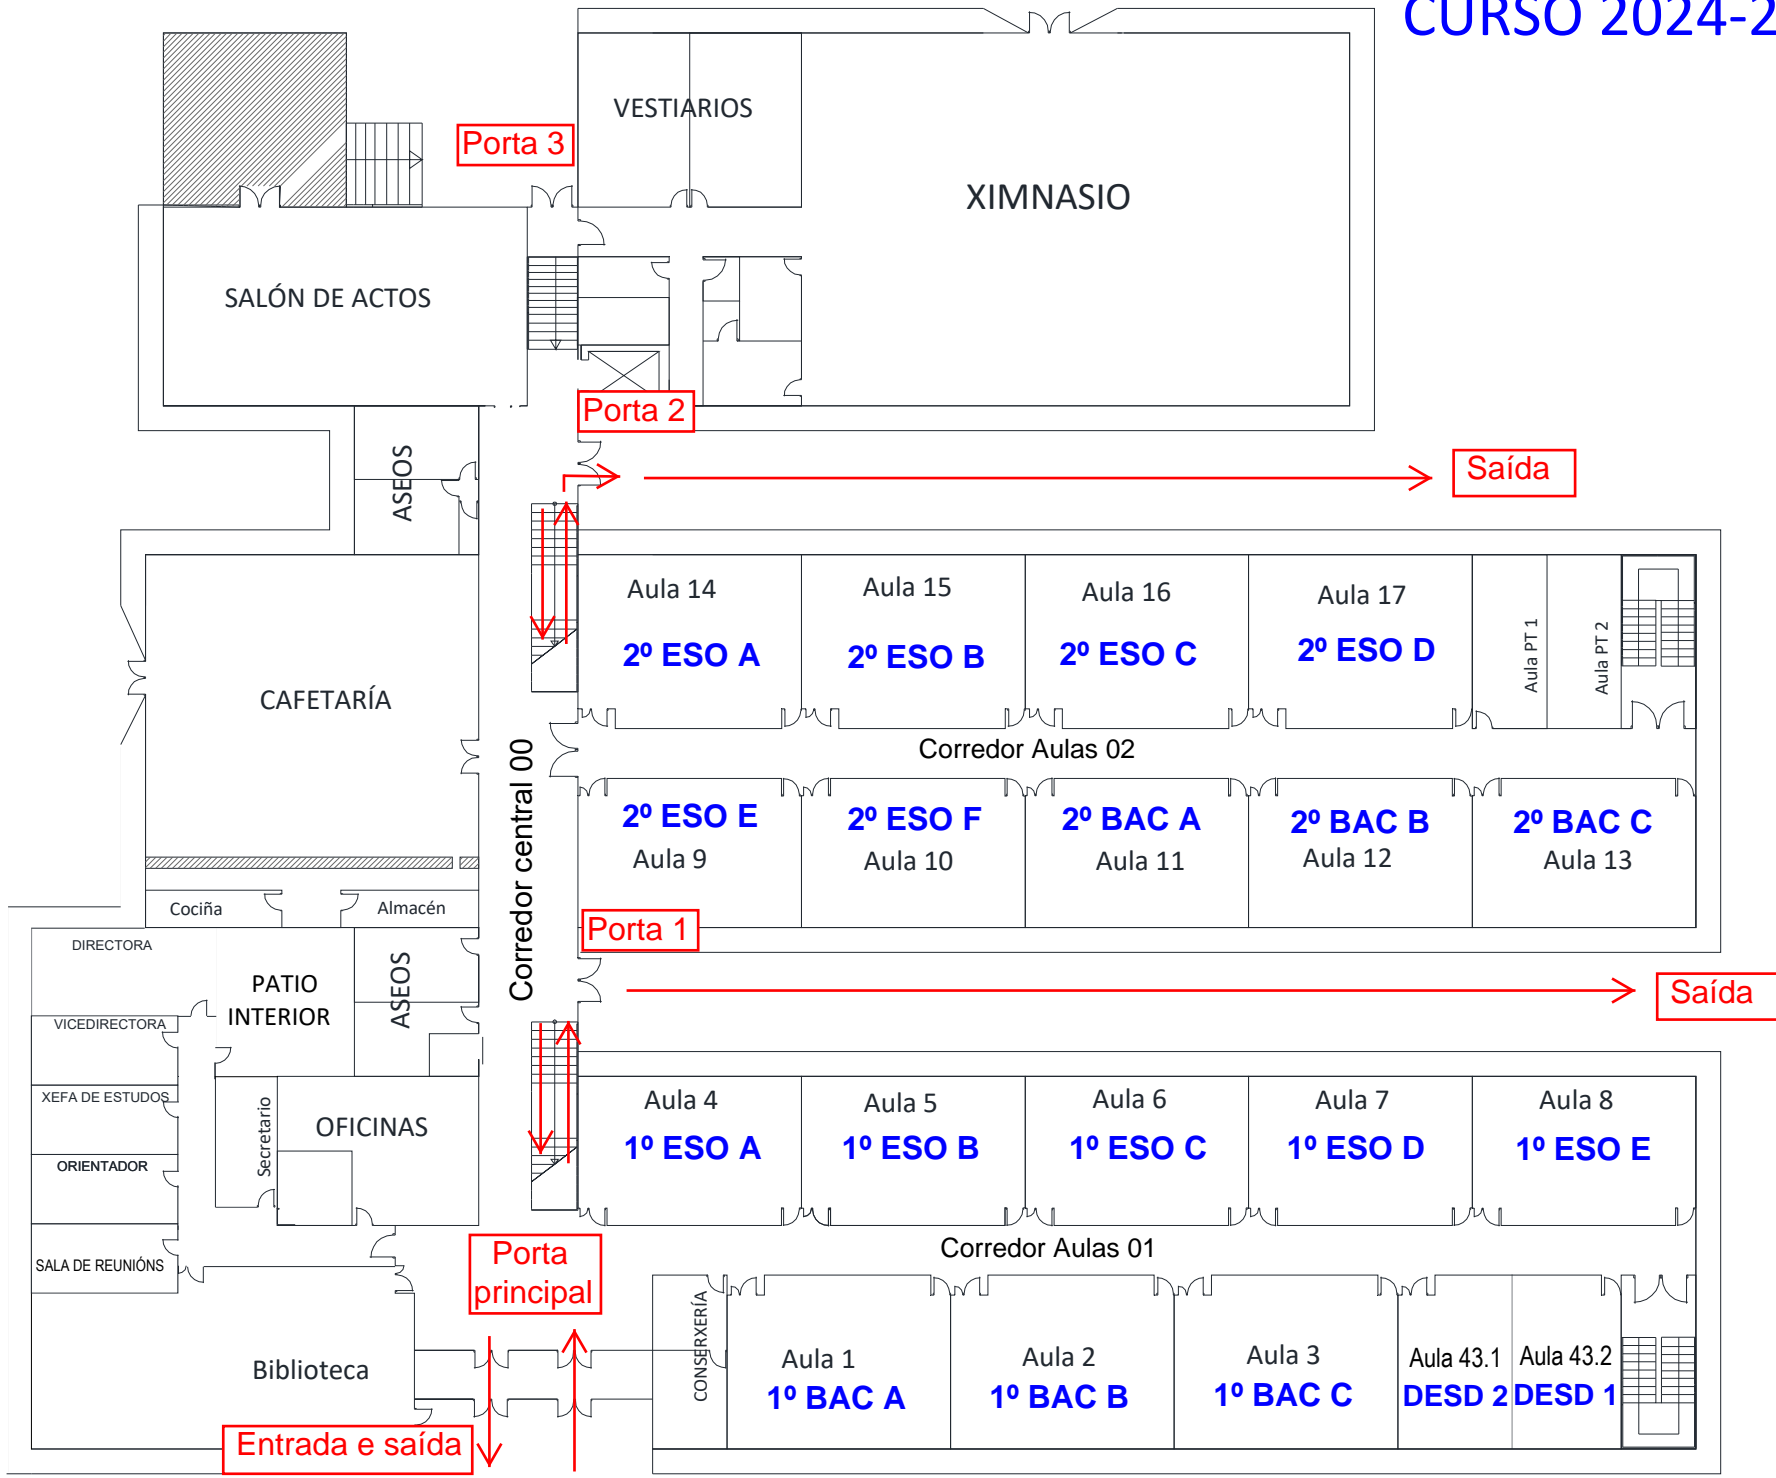 CURSO 2024-2
VESTIARIOS
Porta 3
XIMNASIO
SALÓN DE ACTOS
Porta 2
ASEOS
Saída
Aula 14
2º ESO A
Aula 15
2º ESO B
Aula 16
2º ESO C
Aula 17
2º ESO D
Aula PT 1
Aula PT 2
CAFETARÍA
Corredor central 00
Corredor Aulas 02
2º ESO E
Aula 9
2º ESO F
Aula 10
2º BAC A
Aula 11
2º BAC B
Aula 12
2º BAC C
Aula 13
Cociña
Almacén
Porta 1
DIRECTORA
PATIO
INTERIOR
ASEOS
Saída
VICEDIRECTORA
XEFA DE ESTUDOS
Secretario
OFICINAS
ORIENTADOR
SALA DE REUNIÓNS
Aula 4
1º ESO A
Aula 5
1º ESO B
Aula 6
1º ESO C
Aula 7
1º ESO D
Aula 8
1º ESO E
Porta
principal
Corredor Aulas 01
CONSERXERÍA
Biblioteca
Aula 1
1º BAC A
Aula 2
1º BAC B
Aula 3
1º BAC C
Aula 43.1
DESD 2
Aula 43.2
DESD 1
Entrada e saída